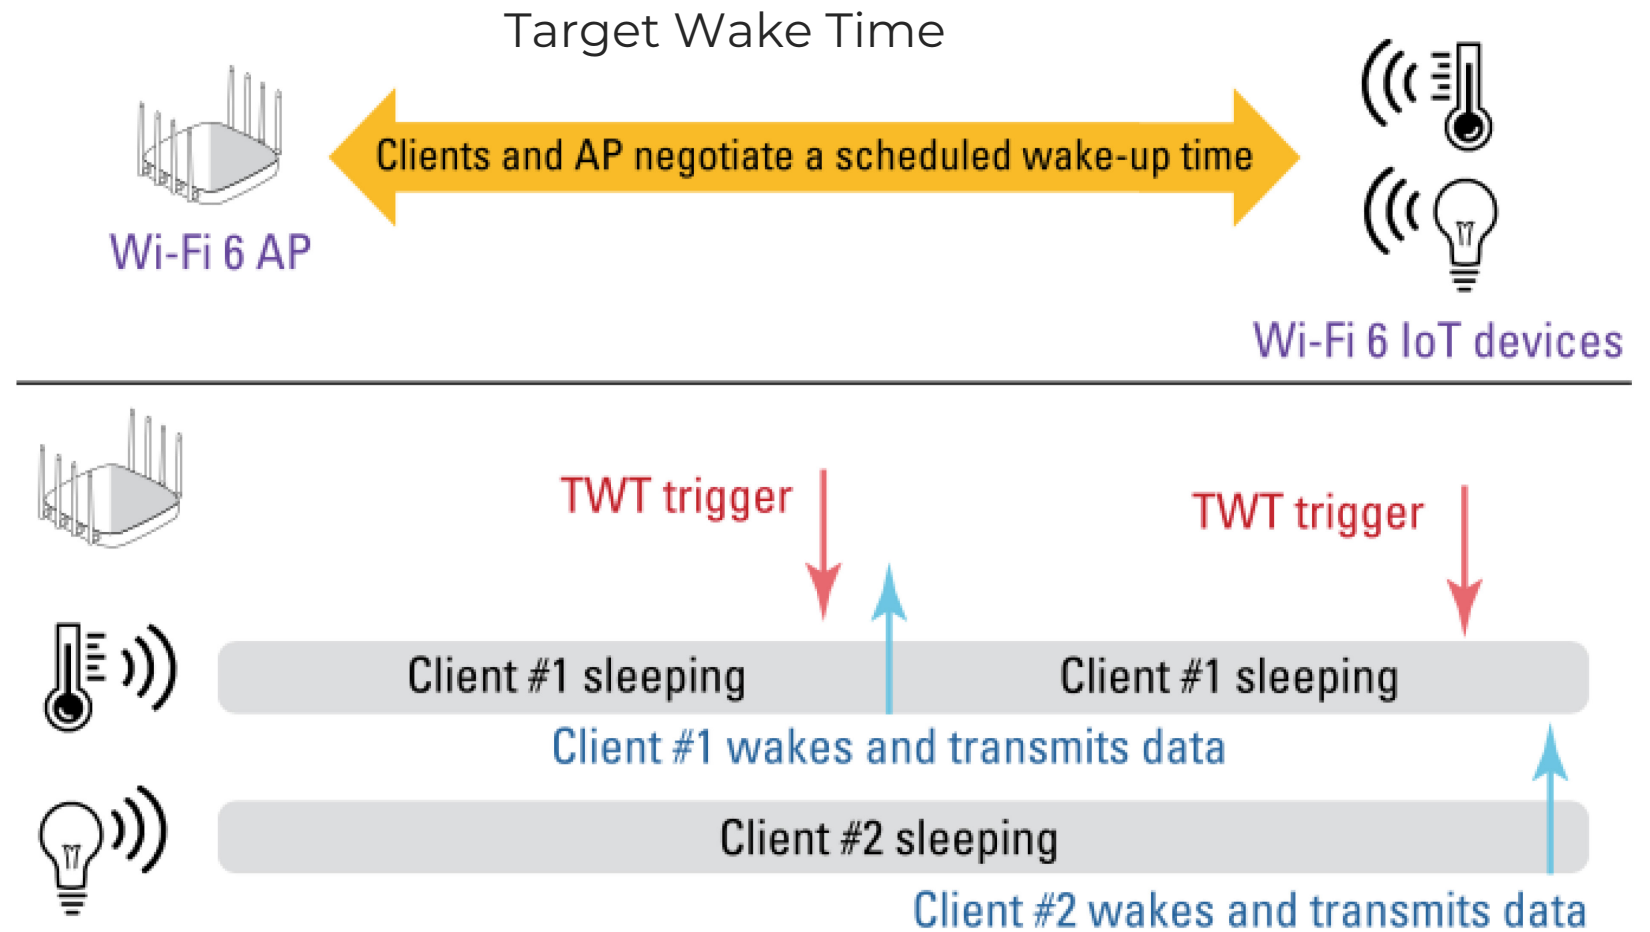 Target Wake Time
Clients and AP negotiate a scheduled wake-up time
Wi-Fi 6 AP
Wi-Fi 6 IoT devices
TWT trigger
TWT trigger
Client #1 sleeping
Client #1 sleeping
Client #1 wakes and transmits data
Client #2 sleeping
Client #2 wakes and transmits data